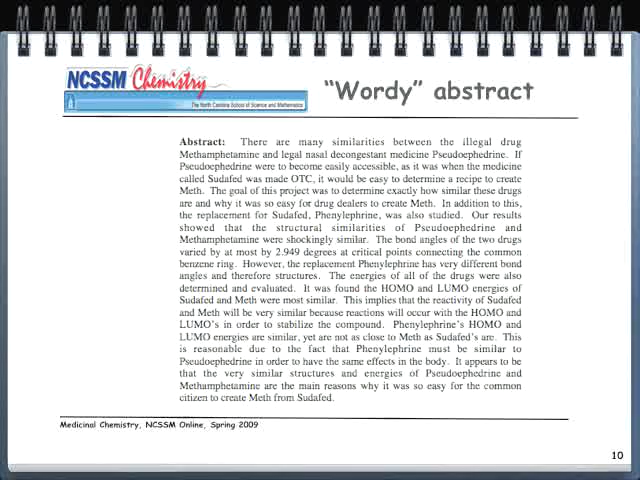 NCSSM Chemistry
The North Carolina School of Science and Mathematics
"Wordy" abstract
Abstract: There are many similarities between the illegal drug
Methamphetamine and legal nasal decongestant medicine Pseudoephedrine. If
Pseudoephedrine were to become easily accessible, as it was when the medicine
called Sudafed was made OTC, it would be easy to determine a recipe to create
Meth. The goal of this project was to determine exactly how similar these drugs
are and why it was so easy for drug dealers to create Meth. In addition to this,
the replacement for Sudafed, Phenylephrine, was also studied. Our results
showed that the structural similarities of Pseudoephedrine and
Methamphetamine were shockingly similar. The bond angles of the two drugs
varied by at most by 2.949 degrees at critical points connecting the common
benzene ring. However, the replacement Phenylephrine has very different bond
angles and therefore structures. The energies of all of the drugs were also
determined and evaluated. It was found the HOMO and LUMO energies of
Sudafed and Meth were most similar. This implies that the reactivity of Sudafed
and Meth will be very similar because reactions will occur with the HOMO and
LUMO's in order to stabilize the compound. Phenylephrine's HOMO and
LUMO energies are similar, yet are not as close to Meth as Sudafed's are. This
is reasonable due to the fact that Phenylephrine must be similar to
Pseudoephedrine in order to have the same effects in the body. It appears to be
that the very similar structures and energies of Pseudoephedrine and
Methamphetamine are the main reasons why it was so easy for the common
citizen to create Meth from Sudafed.
Medicinal Chemistry, NCSSM Online, Spring 2009
10